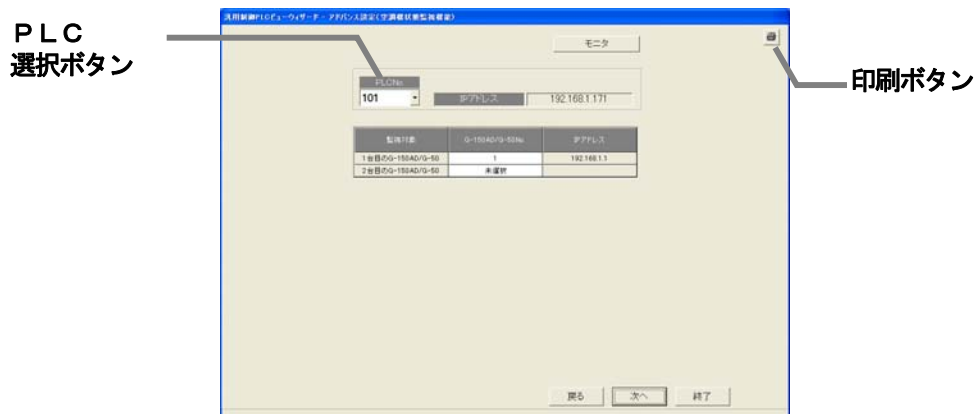 汎用制御PLCビューウィザード - アドバンス設定(空調機状態監視概要)
ＰＬＣ
選択ボタン
モニタ
印刷ボタン
PLCNo.
101
IPアドレス
192.168.1.171
監視対象 G-150AD/G-50No. IPアドレス
1台目のG-150AD/G-50 1 192.168.1.1
2台目のG-150AD/G-50 未選択
戻る 次へ 終了